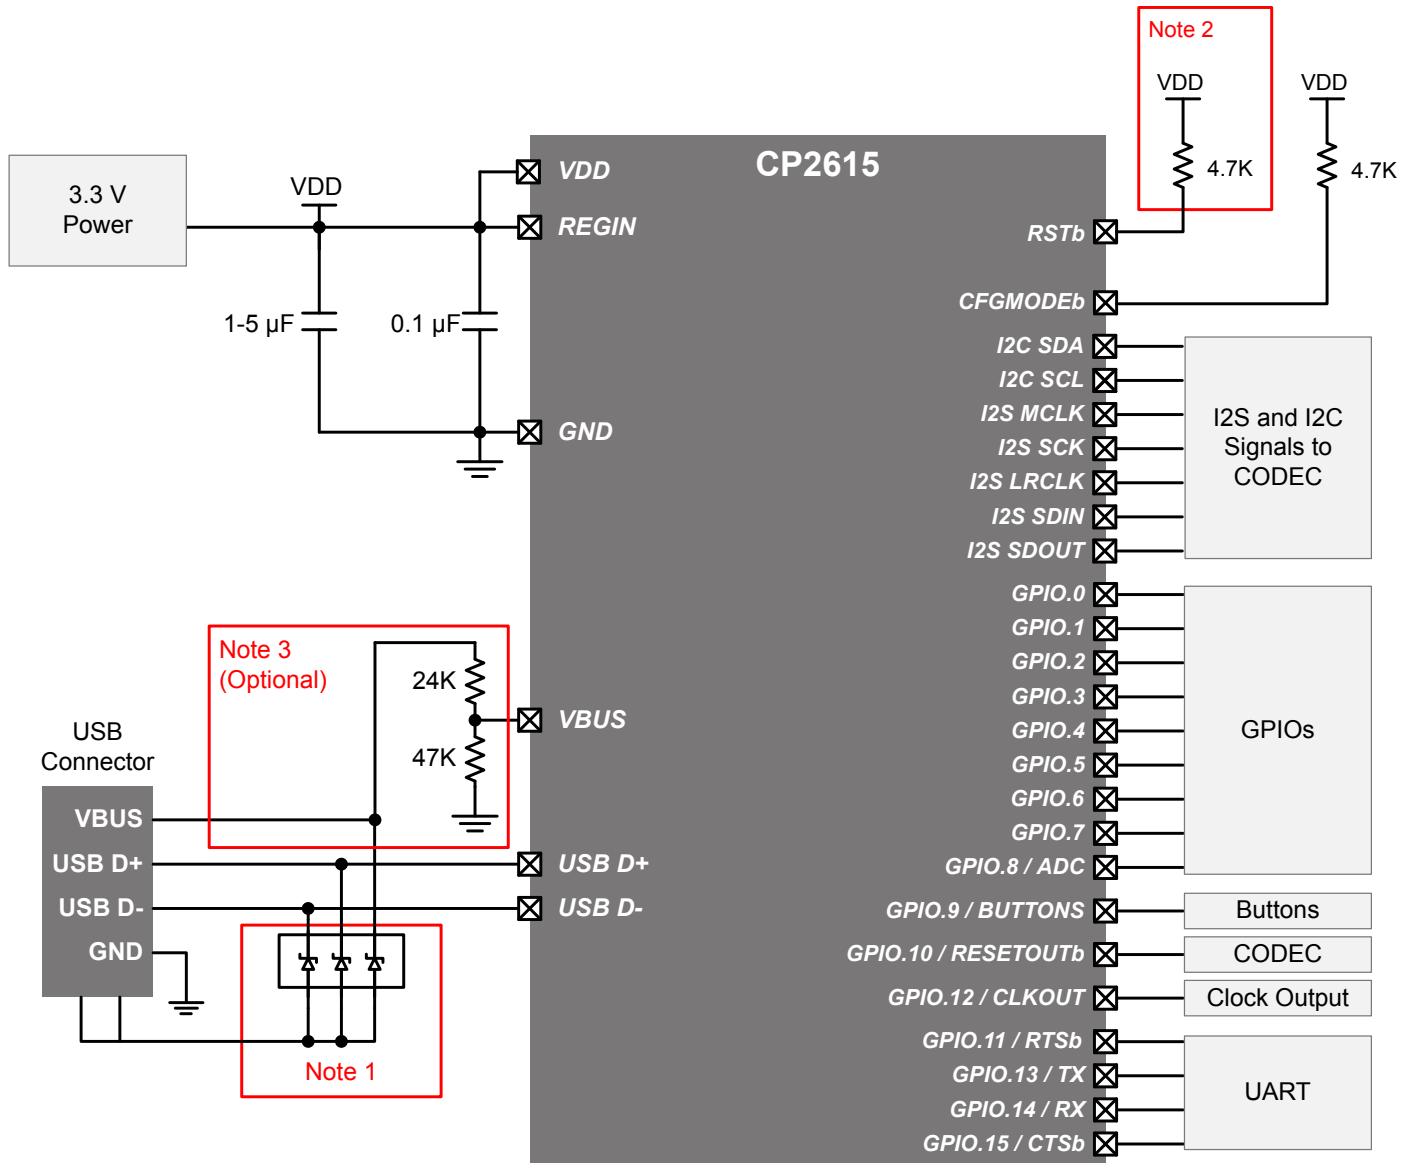 Note 2
VDD
VDD
4.7K
4.7K
CP2615
3.3 V
Power
VDD
VDD
REGIN
1-5 µF
0.1 µF
GND
RSTb
CFGMODEb
I2C SDA
I2C SCL
I2S MCLK
I2S SCK
I2S LRCLK
I2S SDIN
I2S SDOUT
I2S and I2C
Signals to
CODEC
GPIO.0
GPIO.1
GPIO.2
GPIO.3
GPIO.4
GPIO.5
GPIO.6
GPIO.7
GPIO.8 / ADC
GPIOs
Note 3
(Optional)
24K
47K
VBUS
USB
Connector
VBUS
USB D+
USB D-
GND
USB D+
USB D-
Note 1
GPIO.9 / BUTTONS
Buttons
GPIO.10 / RESETOUTb
CODEC
GPIO.12 / CLKOUT
Clock Output
GPIO.11 / RTSb
GPIO.13 / TX
GPIO.14 / RX
GPIO.15 / CTSb
UART